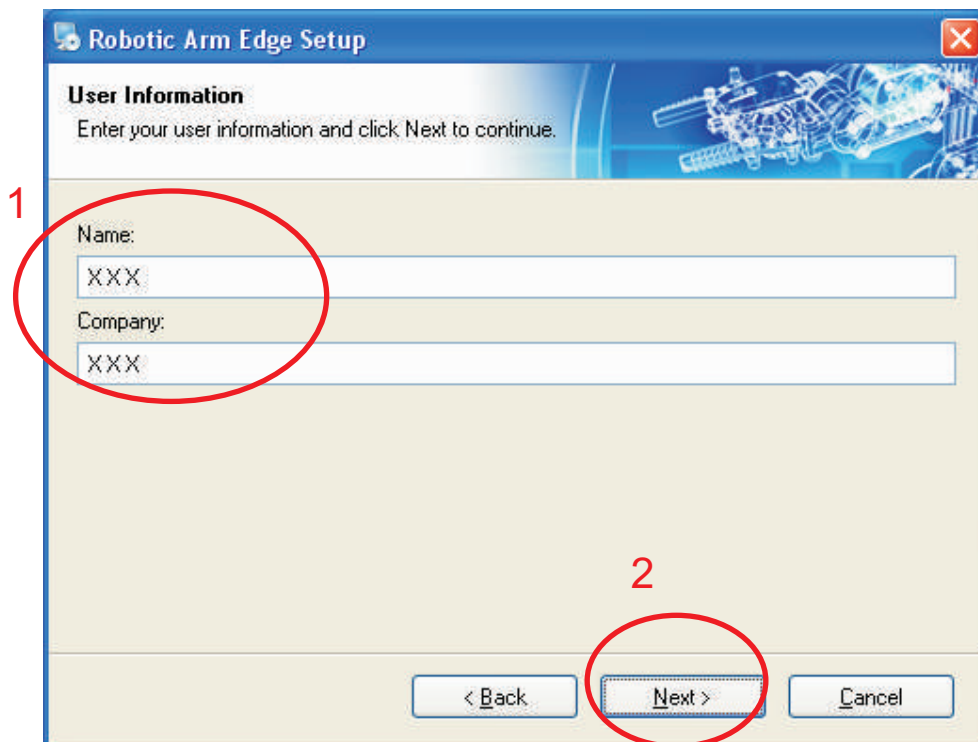 Robotic Arm Edge Setup
User Information
Enter your user information and click Next to continue.
1
Name:
XXX
Company:
XXX
2
< Back
Next >
Cancel